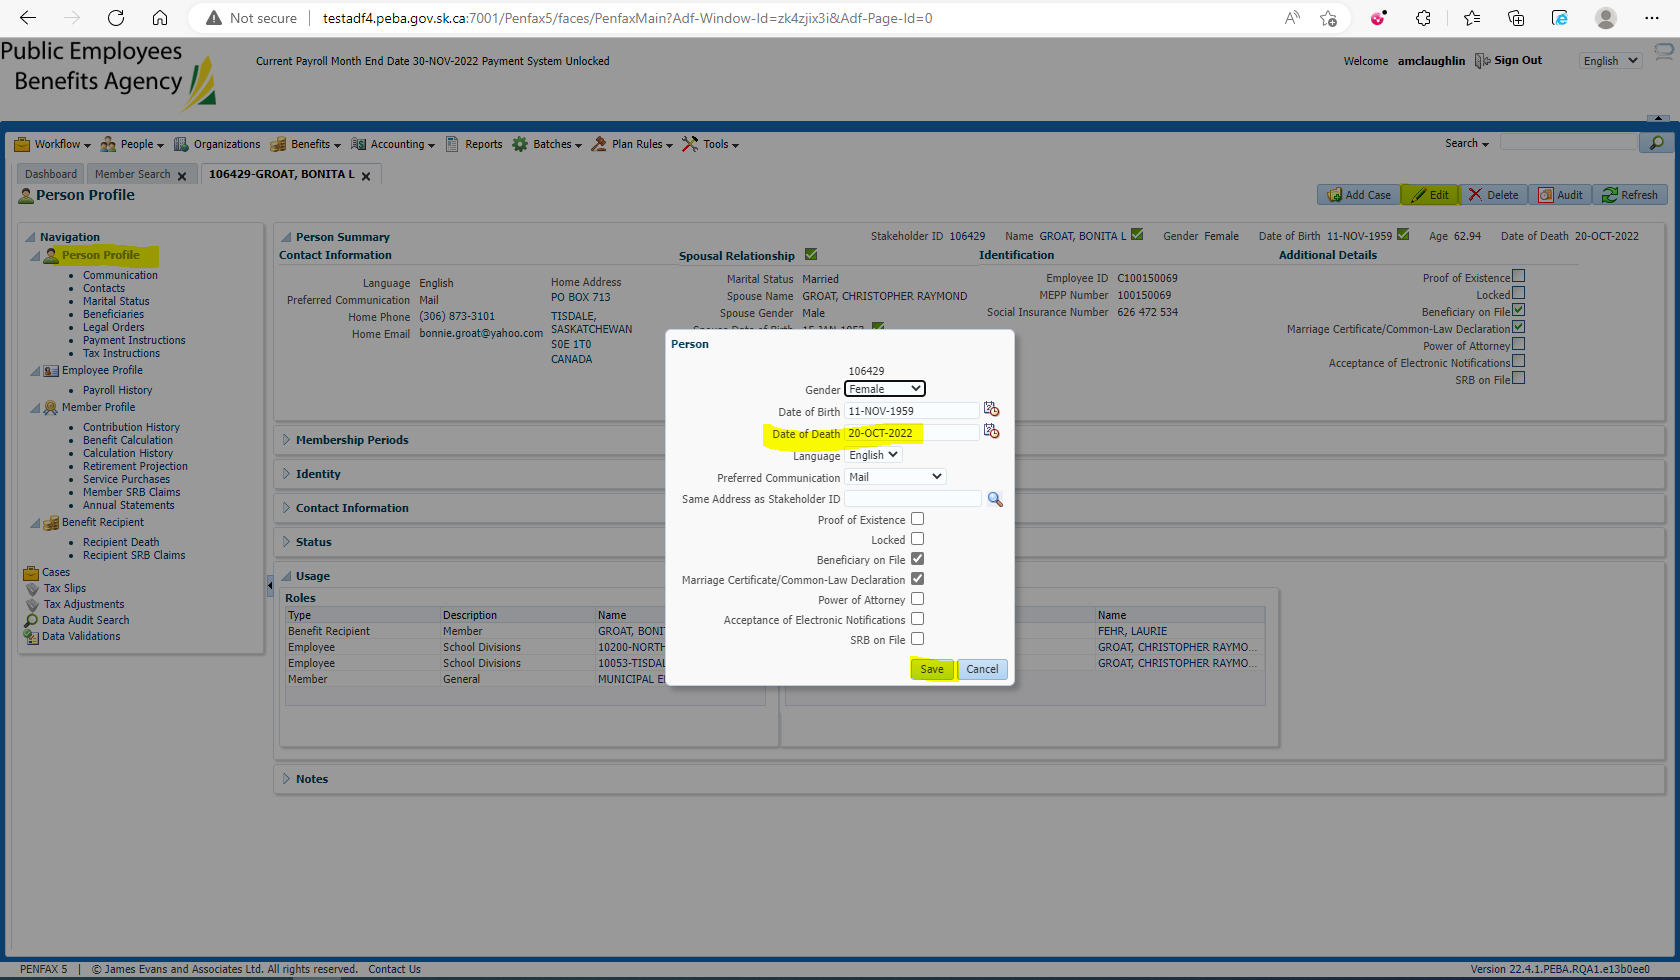 Not secure
testadf4.peba.gov.sk.ca:7001/Penfax5/faces/PenfaxMain?Adf-Window-Id=zk4zjix3i&Adf-Page-Id=0
Public Employees
Benefits Agency
Current Payroll Month End Date 30-NOV-2022 Payment System Unlocked
Welcome amclaughlin Sign Out English
Workflow People Organizations Benefits Accounting Reports Batches Plan Rules Tools Search
Dashboard Member Search 106429-GROAT, BONITA L
Person Profile
Add Case Edit Delete Audit Refresh
Navigation
Person Profile
Communication
Contacts
Marital Status
Beneficiaries
Legal Orders
Payment Instructions
Tax Instructions
Employee Profile
Payroll History
Member Profile
Contribution History
Benefit Calculation
Calculation History
Retirement Projection
Service Purchases
Member SRB Claims
Annual Statements
Benefit Recipient
Recipient Death
Recipient SRB Claims
Cases
Tax Slips
Tax Adjustments
Data Audit Search
Data Validations
Person Summary
Stakeholder ID 106429 Name GROAT, BONITA L Gender Female Date of Birth 11-NOV-1959 Age 62.94 Date of Death 20-OCT-2022
Contact Information
Language English
Preferred Communication Mail
Home Phone (306) 873-3101
Home Email bonnie.groat@yahoo.com
Home Address
PO BOX 713
TISDALE,
SASKATCHEWAN
S0E 1T0
CANADA
Spousal Relationship
Marital Status Married
Spouse Name GROAT, CHRISTOPHER RAYMOND
Spouse Gender Male
Identification
Employee ID C100150069
MEPP Number 100150069
Social Insurance Number 626 472 534
Additional Details
Proof of Existence
Locked
Beneficiary on File
Marriage Certificate/Common-Law Declaration
Power of Attorney
Acceptance of Electronic Notifications
SRB on File
Membership Periods
Identity
Contact Information
Status
Usage
Roles
Type Description Name
Benefit Recipient Member GROAT, BONI
Employee School Divisions 10200-NORTH
Employee School Divisions 10053-TISDAL
Member General MUNICIPAL E
Name
FEHR, LAURIE
GROAT, CHRISTOPHER RAYMO...
GROAT, CHRISTOPHER RAYMO...
Notes
Person
106429
Gender Female
Date of Birth 11-NOV-1959
Date of Death 20-OCT-2022
Language English
Preferred Communication Mail
Same Address as Stakeholder ID
Proof of Existence
Locked
Beneficiary on File
Marriage Certificate/Common-Law Declaration
Power of Attorney
Acceptance of Electronic Notifications
SRB on File
Save Cancel
PENFAX 5 | © James Evans and Associates Ltd. All rights reserved. Contact Us
Version 22.4.1.PEBA.RQA1.e13b0ee0